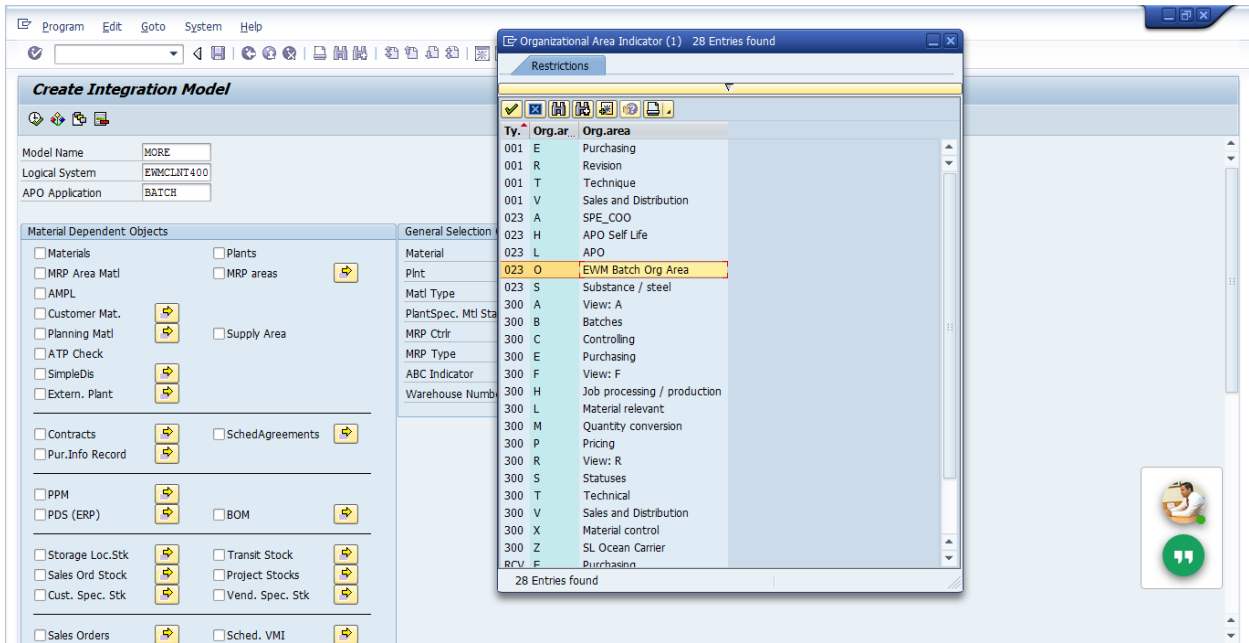 Program Edit Goto System Help
Create Integration Model
Model Name MORE
Logical System EWMCLNT400
APO Application BATCH
Material Dependent Objects
Materials Plants
MRP Area Matl MRP areas
AMPL
Customer Mat.
Planning Matl Supply Area
ATP Check
SimpleDis
Extern. Plant
Contracts SchedAgreements
Pur.Info Record
PPM
PDS (ERP) BOM
Storage Loc.Stk Transit Stock
Sales Ord Stock Project Stocks
Cust. Spec. Stk Vend. Spec. Stk
Sales Orders Sched. VMI
General Selection
Material
Plnt
Matl Type
PlantSpec. Mtl Sta
MRP Ctrlr
MRP Type
ABC Indicator
Warehouse Numb
Organizational Area Indicator (1) 28 Entries found
Restrictions
Ty. Org.ar... Org.area
001 E Purchasing
001 R Revision
001 T Technique
001 V Sales and Distribution
023 A SPE_COO
023 H APO Self Life
023 L APO
023 O EWM Batch Org Area
023 S Substance / steel
300 A View: A
300 B Batches
300 C Controlling
300 E Purchasing
300 F View: F
300 H Job processing / production
300 L Material relevant
300 M Quantity conversion
300 P Pricing
300 R View: R
300 S Statuses
300 T Technical
300 V Sales and Distribution
300 X Material control
300 Z SL Ocean Carrier
RCV E Purchasing
28 Entries found